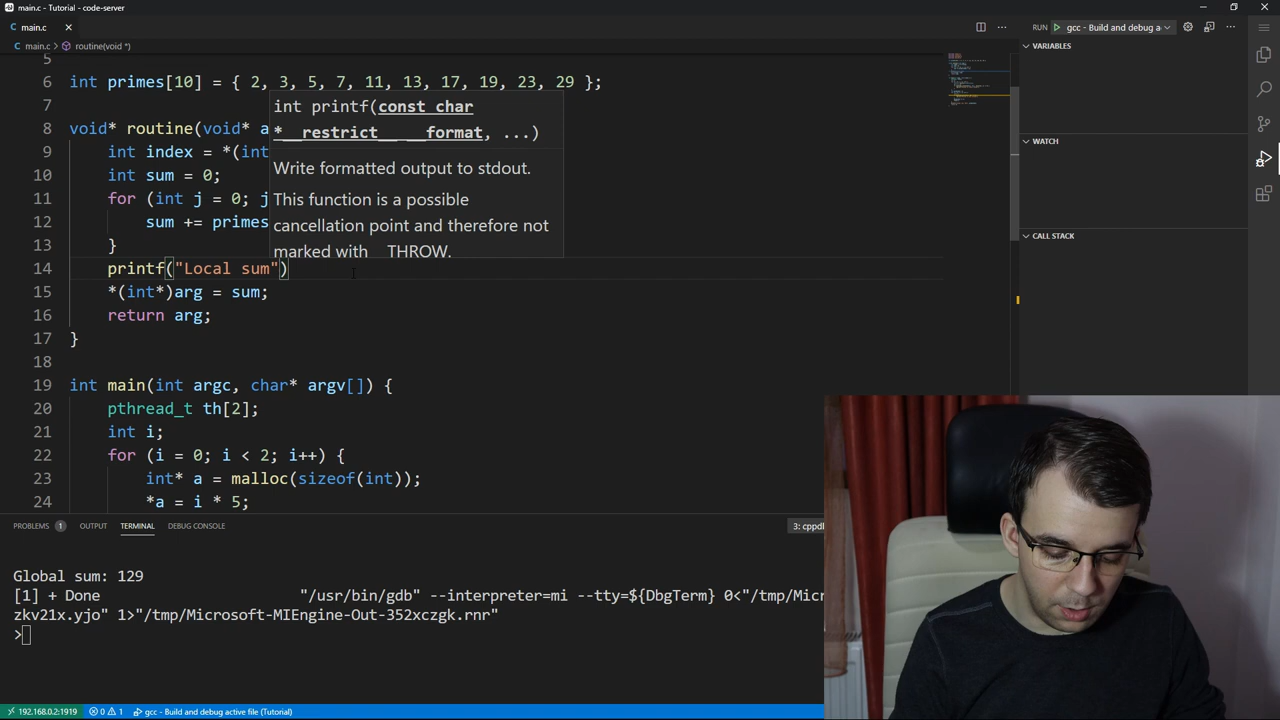 main.c - Tutorial - code-server
C main.c ×
RUN gcc - Build and debug a
C main.c > routine(void *)
VARIABLES
5
6 int primes[10] = { 2, 3, 5, 7, 11, 13, 17, 19, 23, 29 };
7
int printf(const char
*__restrict__ __format, ...)
Write formatted output to stdout.
This function is a possible
cancellation point and therefore not
marked with __THROW.
8 void* routine(void* a
9 int index = *(int
10 int sum = 0;
11 for (int j = 0; j
12 sum += primes
13 }
14 printf("Local sum")
15 *(int*)arg = sum;
16 return arg;
17 }
18
19 int main(int argc, char* argv[]) {
20 pthread_t th[2];
21 int i;
22 for (i = 0; i < 2; i++) {
23 int* a = malloc(sizeof(int));
24 *a = i * 5;
WATCH
CALL STACK
PROBLEMS 1 OUTPUT TERMINAL DEBUG CONSOLE 3: cppd
Global sum: 129
[1] + Done "/usr/bin/gdb" --interpreter=mi --tty=${DbgTerm} 0<"/tmp/Mi
zkv21x.yjo" 1>"/tmp/Microsoft-MIEngine-Out-352xczgk.rnr"
>
192.168.0.2:1919 0 1 gcc - Build and debug active file (Tutorial)